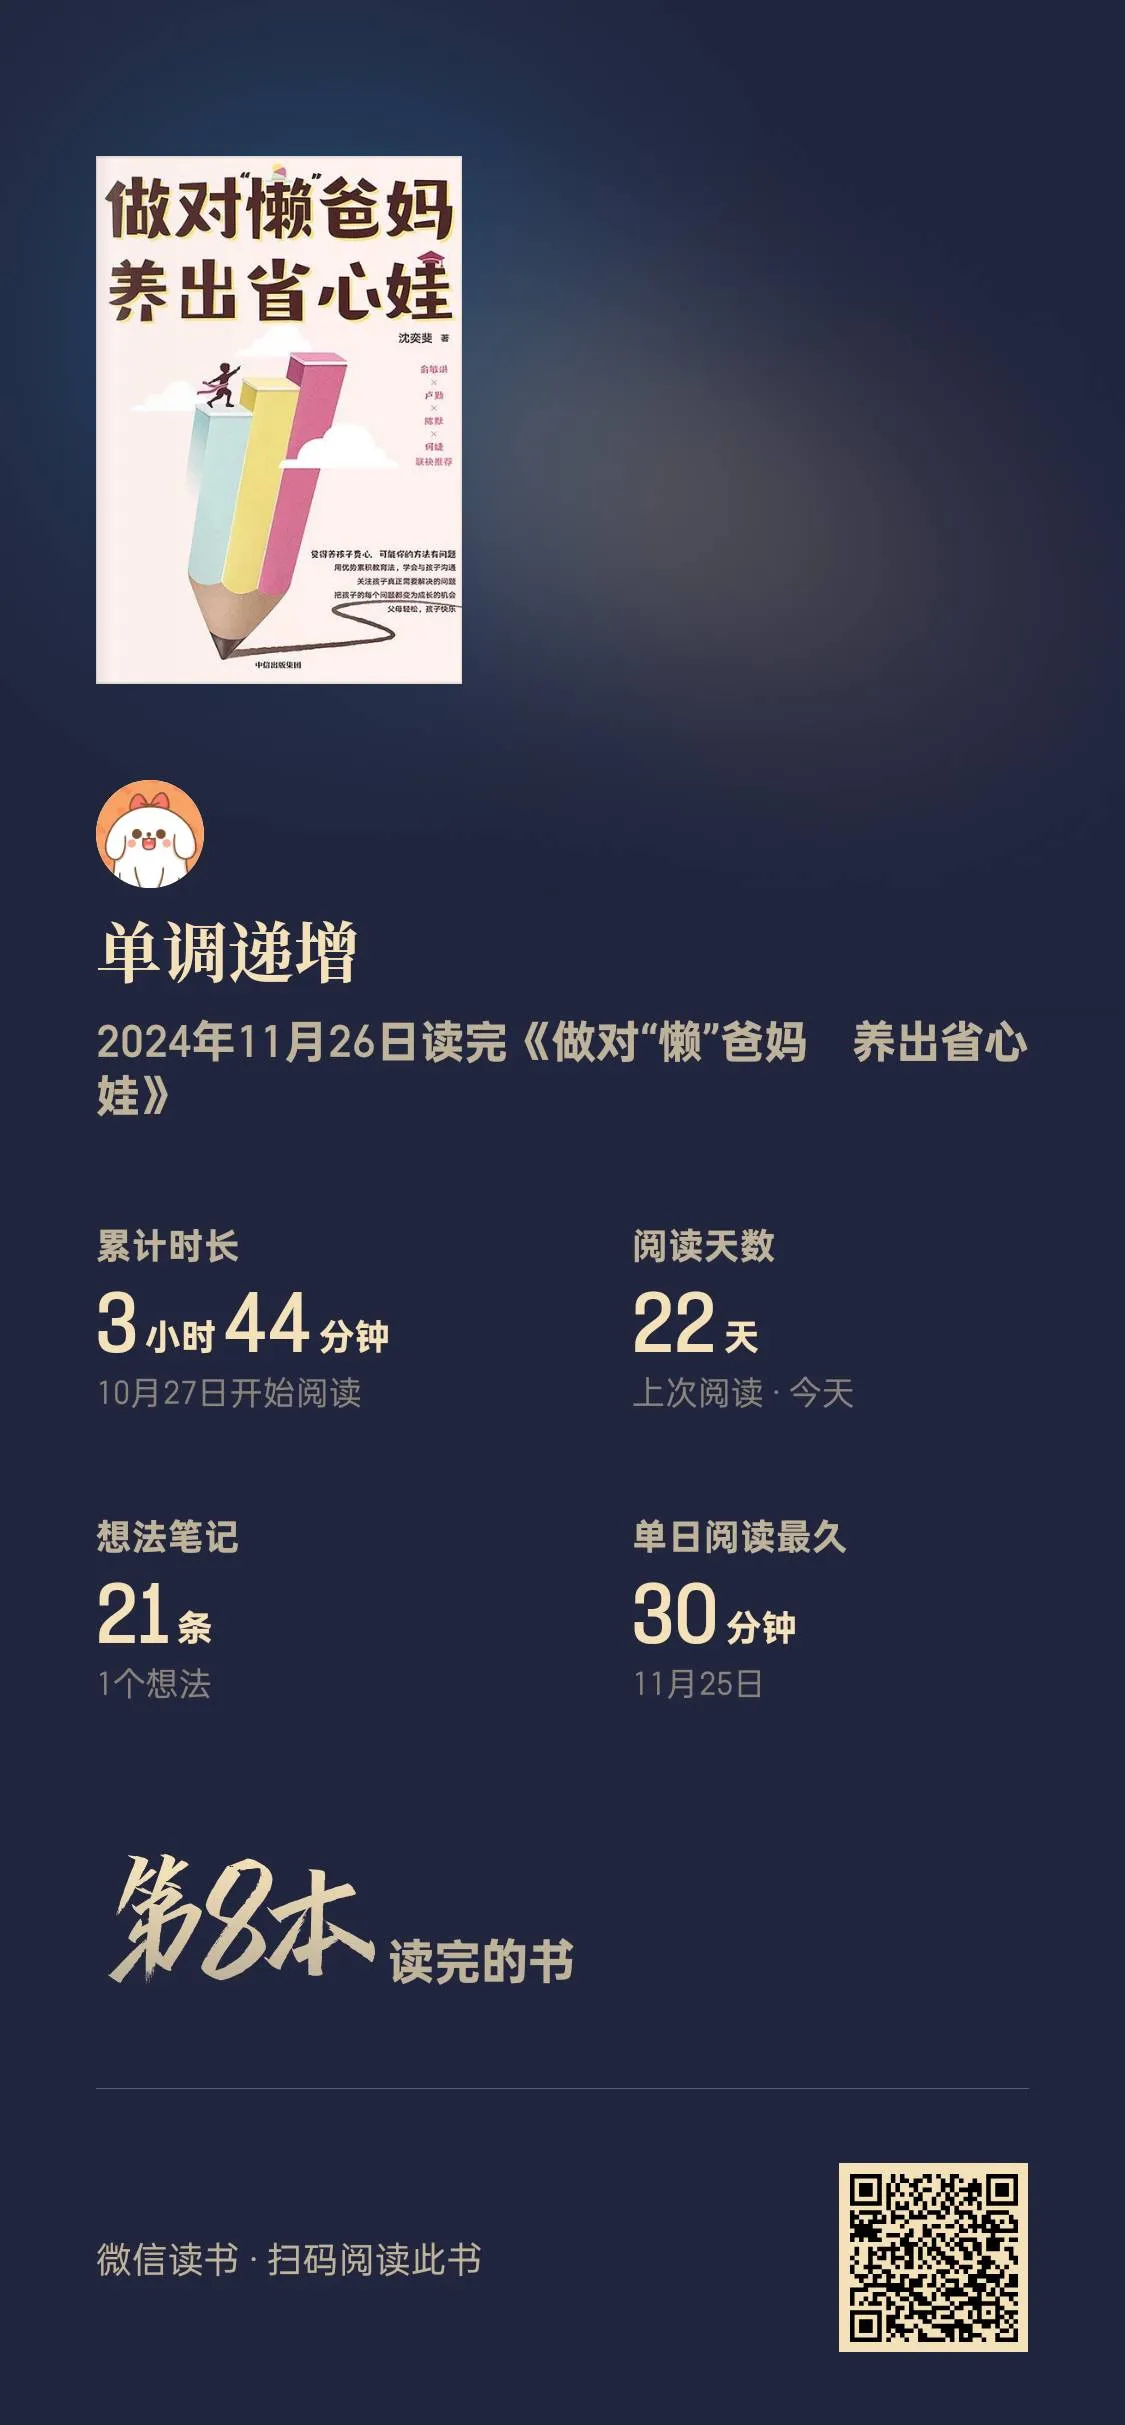 做对“懒”爸妈
养出省心娃
沈奕斐 著
俞敏洪
×
卢勤
×
陈默
×
何婕
联袂推荐
觉得养孩子费心，可能你的方法有问题
用优势累积教育法，学会与孩子沟通
关注孩子真正需要解决的问题
把孩子的每个问题都变为成长的机会
父母轻松，孩子快乐
中信出版集团
单调递增
2024年11月26日读完《做对“懒”爸妈　养出省心
娃》
累计时长
3小时44分钟
10月27日开始阅读
阅读天数
22天
上次阅读 · 今天
想法笔记
21条
1个想法
单日阅读最久
30分钟
11月25日
第8本 读完的书
微信读书 · 扫码阅读此书